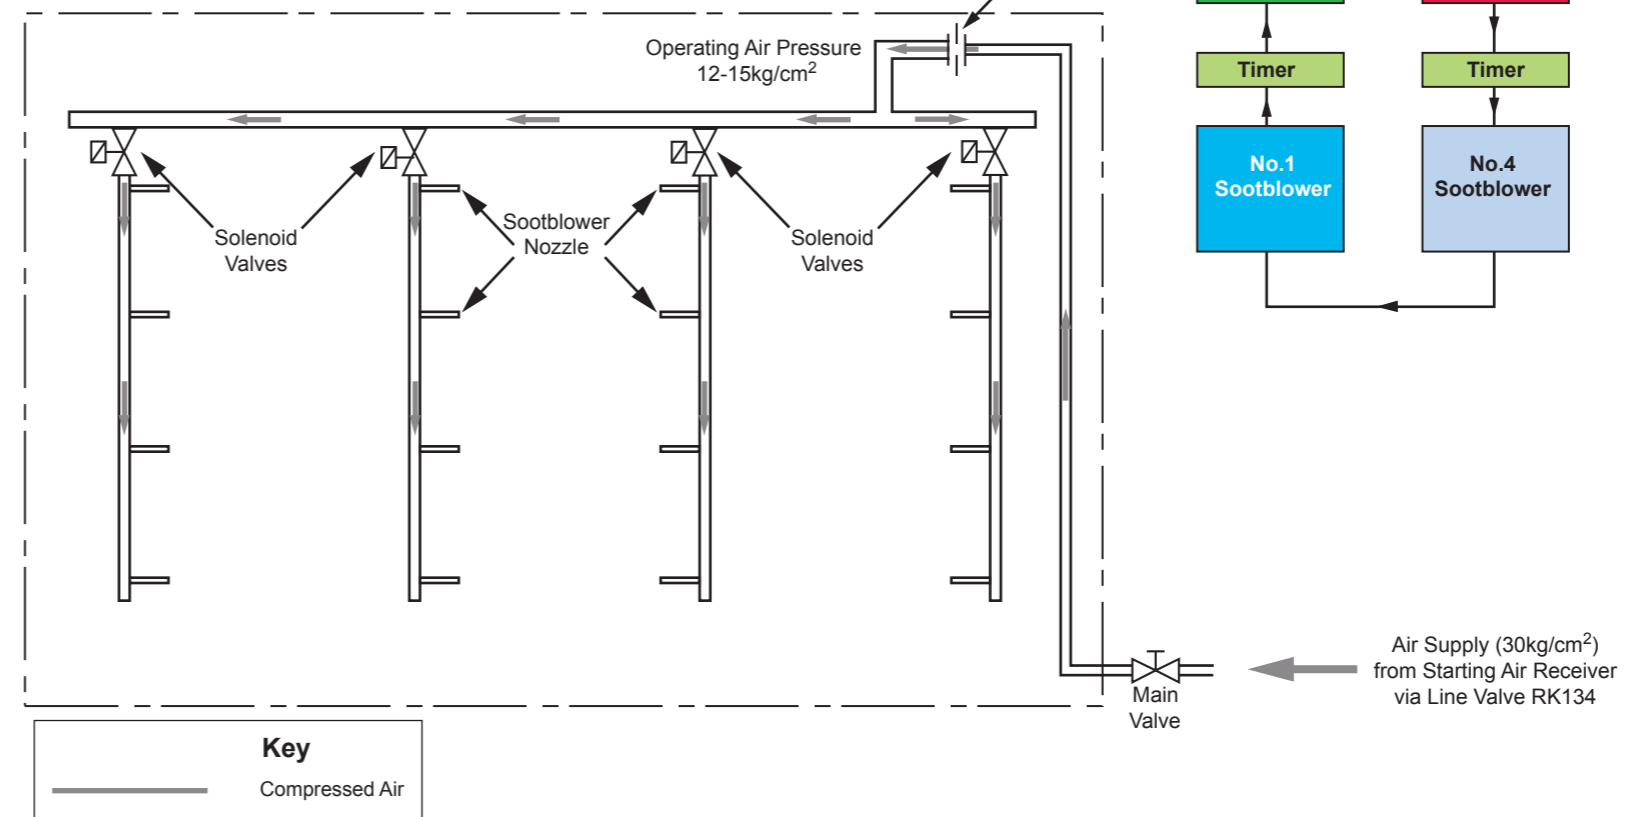 Operating Air Pressure
12-15kg/cm²
Timer
Timer
No.1
Sootblower
No.4
Sootblower
Solenoid
Valves
Sootblower
Nozzle
Solenoid
Valves
Air Supply (30kg/cm²)
from Starting Air Receiver
via Line Valve RK134
Main
Valve
Key
Compressed Air